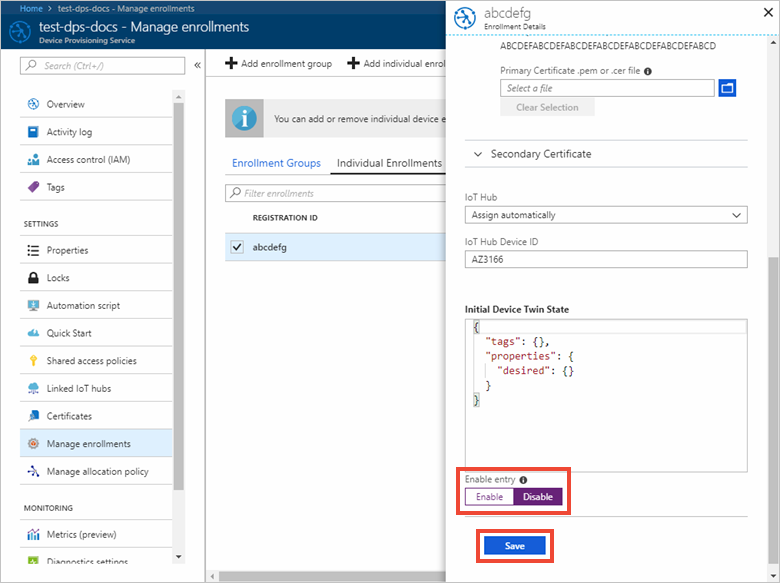 Home > test-dps-docs - Manage enrollments
test-dps-docs - Manage enrollments
Device Provisioning Service
Search (Ctrl+/)
Overview
Activity log
Access control (IAM)
Tags
SETTINGS
Properties
Locks
Automation script
Quick Start
Shared access policies
Linked IoT hubs
Certificates
Manage enrollments
Manage allocation policy
MONITORING
Metrics (preview)
Diagnostics settings
Add enrollment group
Add individual enrol
You can add or remove individual device e
Enrollment Groups
Individual Enrollments
Filter enrollments
REGISTRATION ID
abcdefg
abcdefg
Enrollment Details
ABCDEFABCDEFABCDEFABCDEFABCDEFABCDEFABCD
Primary Certificate .pem or .cer file
Select a file
Clear Selection
Secondary Certificate
IoT Hub
Assign automatically
IoT Hub Device ID
AZ3166
Initial Device Twin State
{
"tags": {},
"properties": {
"desired": {}
}
}
Enable entry
Enable Disable
Save